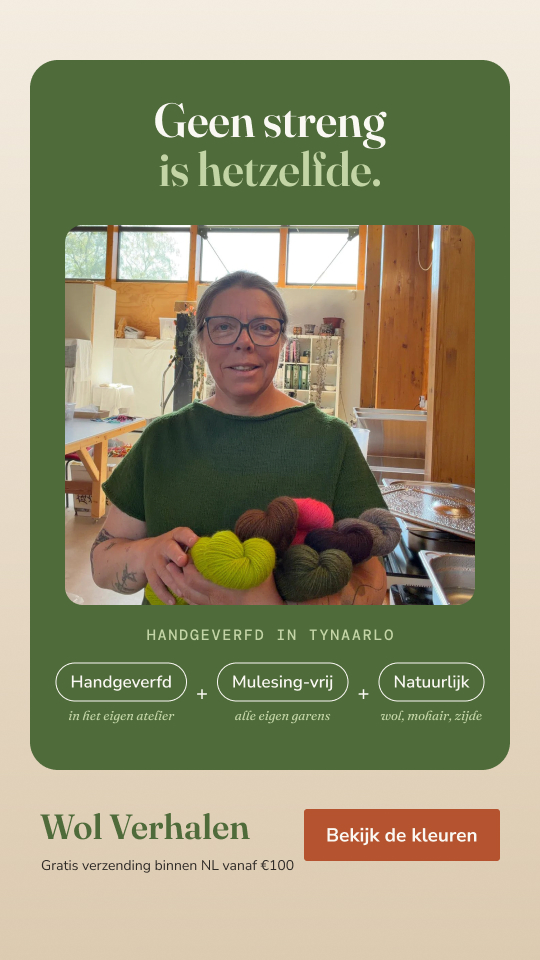 Geen streng
is hetzelfde.
HANDGEVERFD IN TYNAARLO
Handgeverfd + Mulesing-vrij + Natuurlijk
in het eigen atelier alle eigen garens wol, mohair, zijde
Wol Verhalen
Bekijk de kleuren
Gratis verzending binnen NL vanaf €100